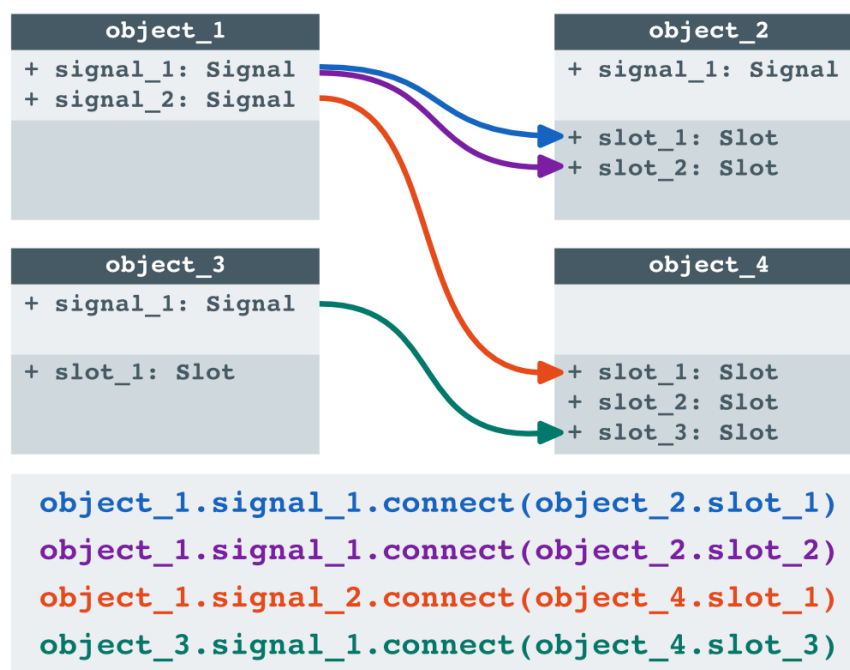 object_1
+ signal_1: Signal
+ signal_2: Signal
object_2
+ signal_1: Signal
+ slot_1: Slot
+ slot_2: Slot
object_3
+ signal_1: Signal
+ slot_1: Slot
object_4
+ slot_1: Slot
+ slot_2: Slot
+ slot_3: Slot
object_1.signal_1.connect(object_2.slot_1)
object_1.signal_1.connect(object_2.slot_2)
object_1.signal_2.connect(object_4.slot_1)
object_3.signal_1.connect(object_4.slot_3)